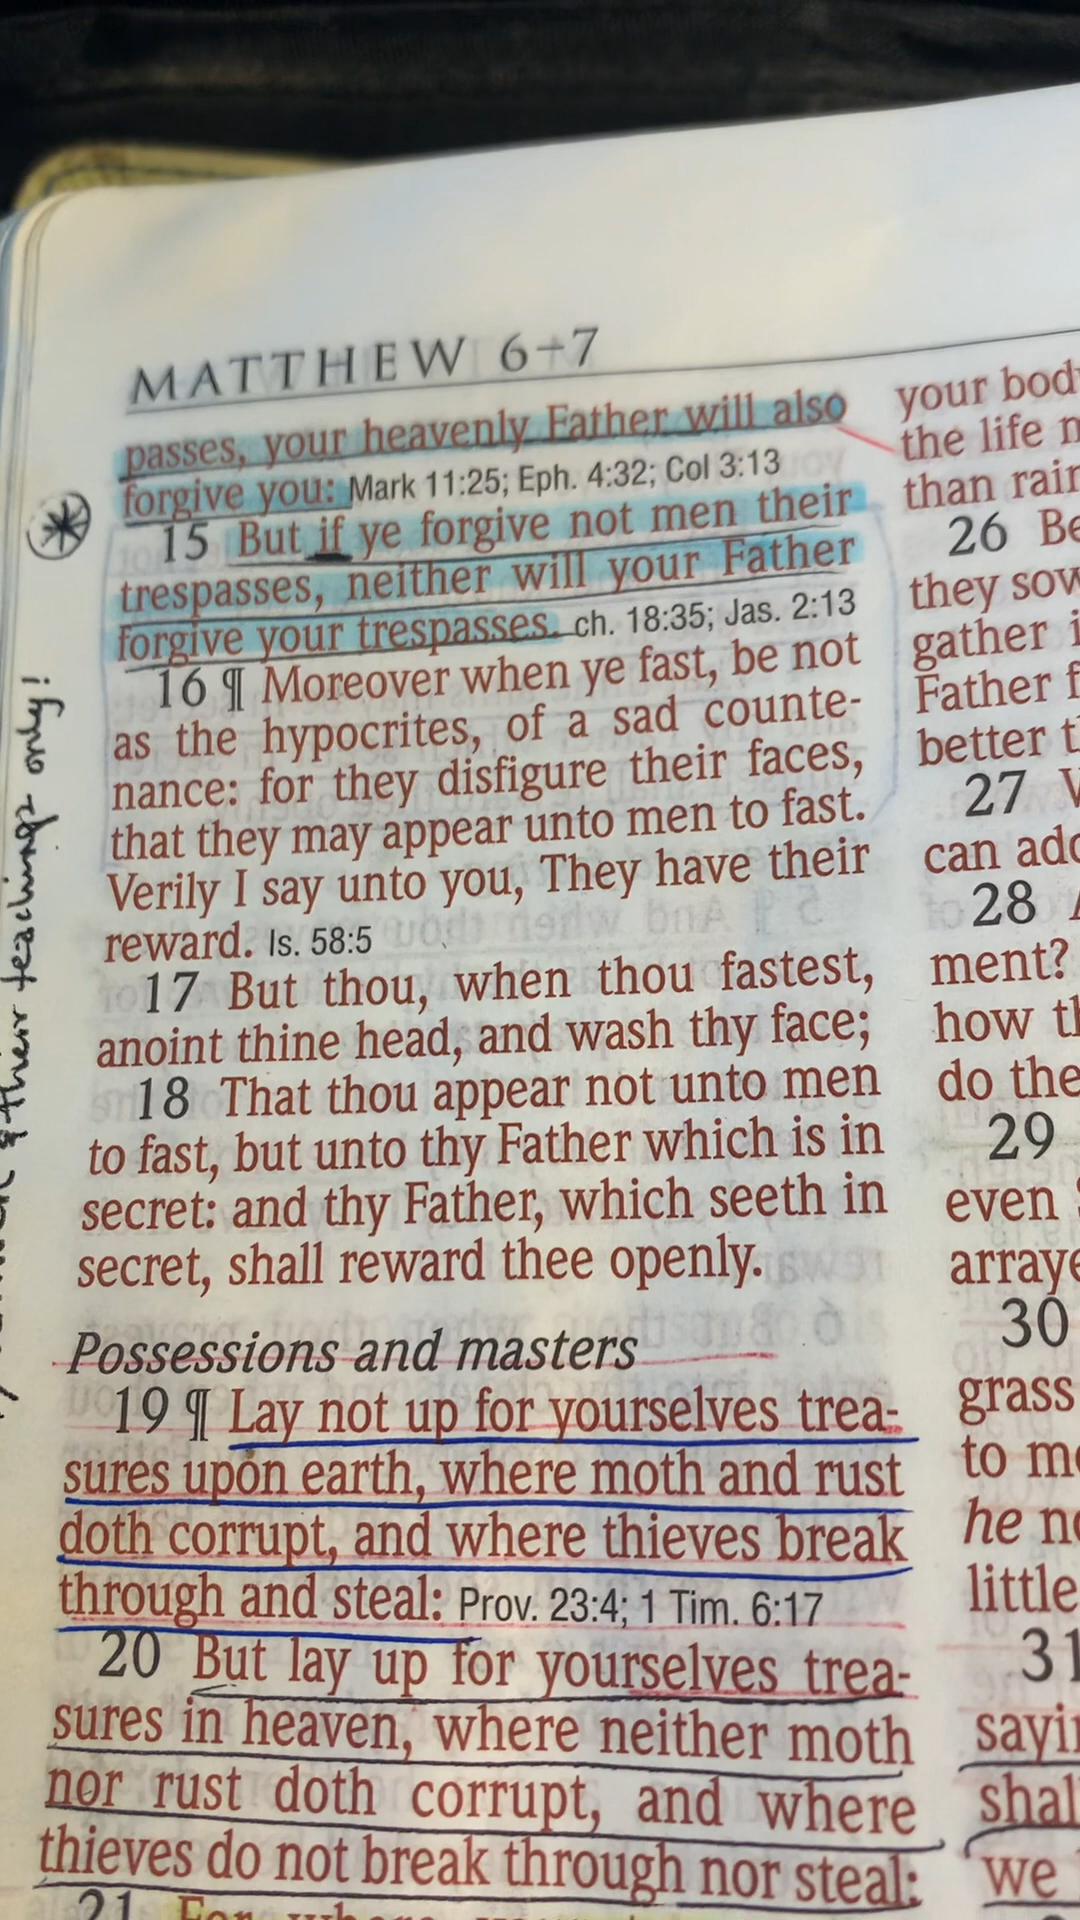 MATTHEW 6–7
passes, your heavenly Father will also
forgive you: Mark 11:25; Eph. 4:32; Col 3:13
15 But if ye forgive not men their
trespasses, neither will your Father
forgive your trespasses. ch. 18:35; Jas. 2:13
16 ¶ Moreover when ye fast, be not
as the hypocrites, of a sad counte-
nance: for they disfigure their faces,
that they may appear unto men to fast.
Verily I say unto you, They have their
reward. Is. 58:5
17 But thou, when thou fastest,
anoint thine head, and wash thy face;
18 That thou appear not unto men
to fast, but unto thy Father which is in
secret: and thy Father, which seeth in
secret, shall reward thee openly.
Possessions and masters
19 ¶ Lay not up for yourselves trea-
sures upon earth, where moth and rust
doth corrupt, and where thieves break
through and steal: Prov. 23:4; 1 Tim. 6:17
20 But lay up for yourselves trea-
sures in heaven, where neither moth
nor rust doth corrupt, and where
thieves do not break through nor steal:
21 For where
your
the life
than
26
they
gather
Father
better
27
can
28
ment?
how
do
29
even
30
grass
to
he
little
31
we
& their teachings only!